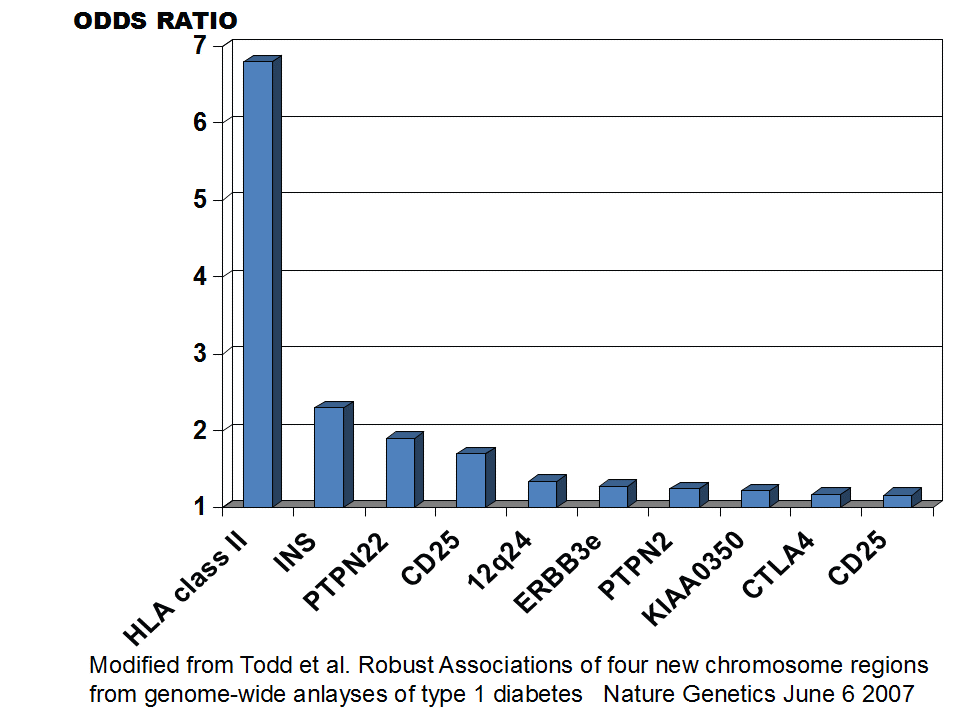 ODDS RATIO
7
6
5
4
3
2
1
HLA class II
INS
PTPN22
CD25
12q24
ERBB3e
PTPN2
KIAA0350
CTLA4
CD25
Modified from Todd et al. Robust Associations of four new chromosome regions
from genome-wide anlayses of type 1 diabetes   Nature Genetics June 6 2007